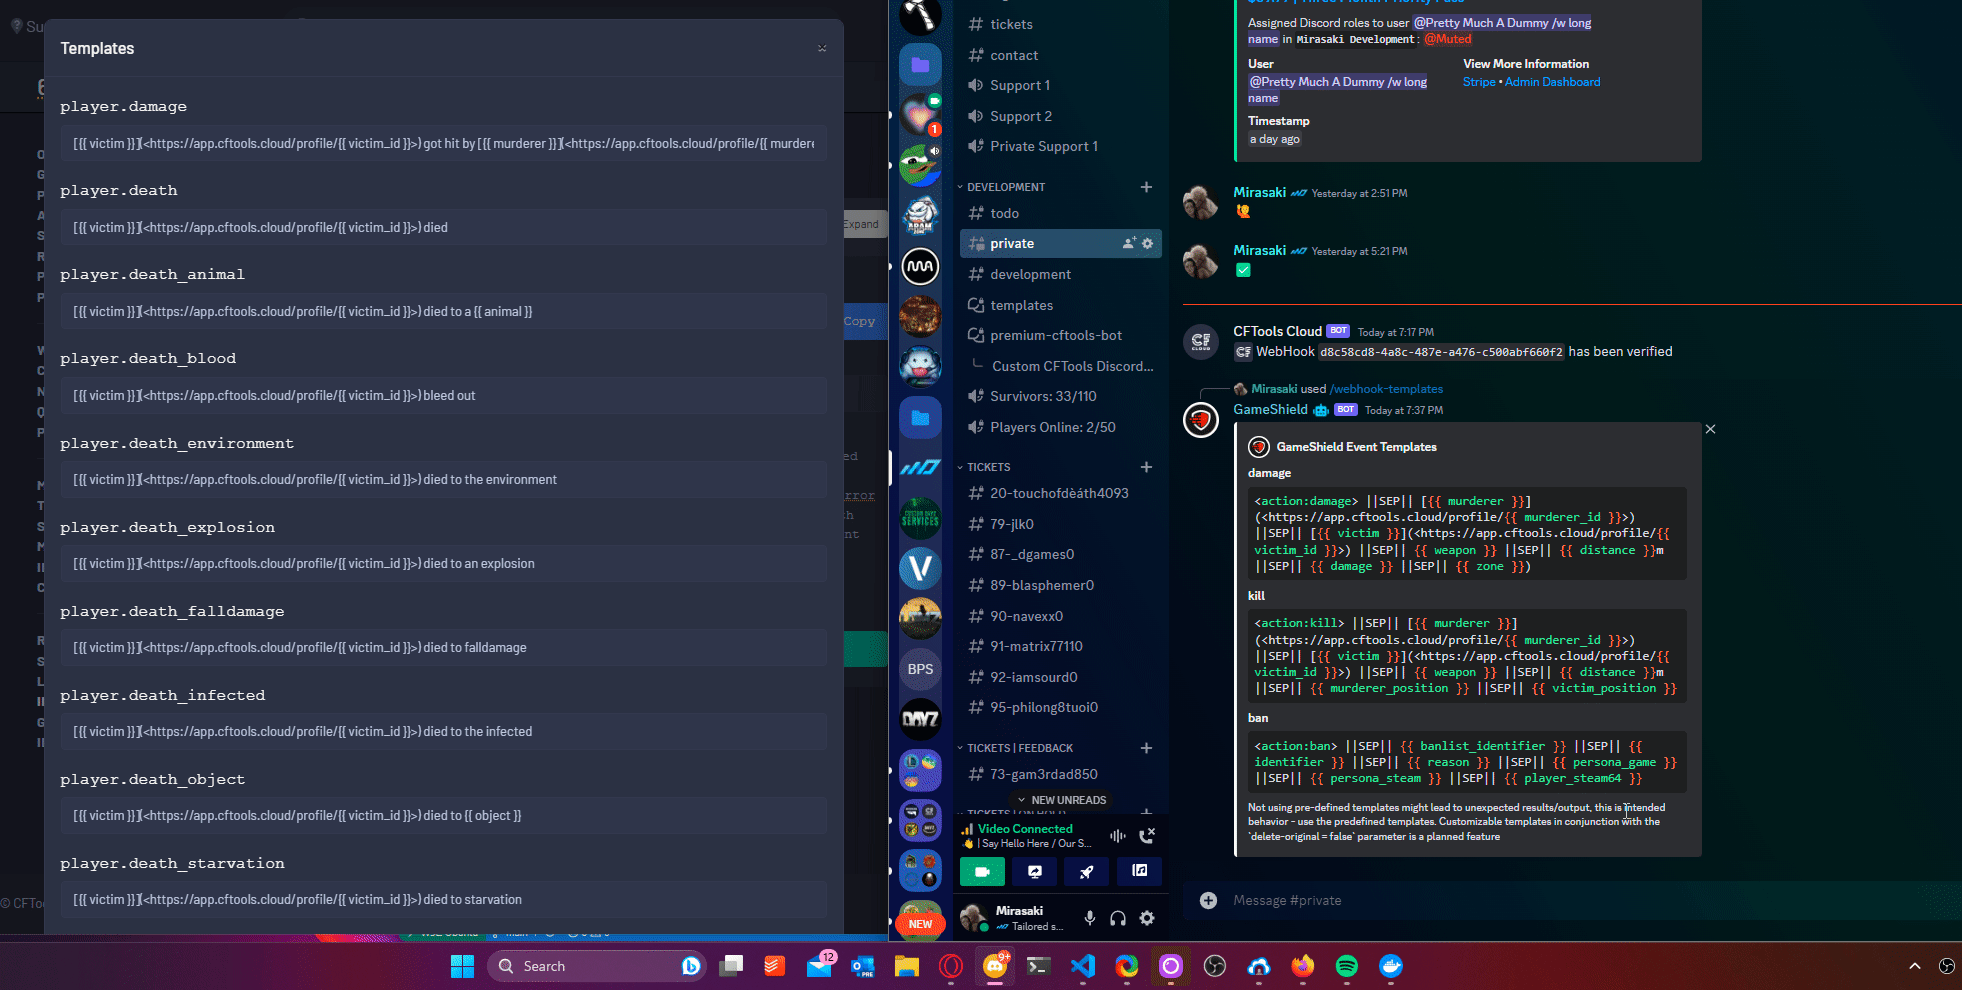 Su
Templates
×
player.damage
[{{ victim }}](<https://app.cftools.cloud/profile/{{ victim_id }}>) got hit by [{{ murderer }}](<https://app.cftools.cloud/profile/{{ murdere
player.death
[{{ victim }}](<https://app.cftools.cloud/profile/{{ victim_id }}>) died
player.death_animal
[{{ victim }}](<https://app.cftools.cloud/profile/{{ victim_id }}>) died to a {{ animal }}
player.death_blood
[{{ victim }}](<https://app.cftools.cloud/profile/{{ victim_id }}>) bleed out
player.death_environment
[{{ victim }}](<https://app.cftools.cloud/profile/{{ victim_id }}>) died to the environment
player.death_explosion
[{{ victim }}](<https://app.cftools.cloud/profile/{{ victim_id }}>) died to an explosion
player.death_falldamage
[{{ victim }}](<https://app.cftools.cloud/profile/{{ victim_id }}>) died to falldamage
player.death_infected
[{{ victim }}](<https://app.cftools.cloud/profile/{{ victim_id }}>) died to the infected
player.death_object
[{{ victim }}](<https://app.cftools.cloud/profile/{{ victim_id }}>) died to {{ object }}
player.death_starvation
[{{ victim }}](<https://app.cftools.cloud/profile/{{ victim_id }}>) died to starvation
Expand
Copy
© CFTo
1
ADAM
CUSTOM DAYZ
SERVICES
BPS
DAYZ
NEW
tickets
contact
Support 1
Support 2
Private Support 1
DEVELOPMENT
todo
private
development
templates
premium-cftools-bot
Custom CFTools Discord...
Survivors: 33/110
Players Online: 2/50
TICKETS
20-touchofdèáth4093
79-jlk0
87-_dgames0
89-blasphemer0
90-navexx0
91-matrix77110
92-iamsourd0
95-philong8tuoi0
TICKETS | FEEDBACK
73-gam3rdad850
NEW UNREADS
Video Connected
| Say Hello Here / Our S...
Mirasaki
Tailored s...
Assigned Discord roles to user @Pretty Much A Dummy /w long
name in Mirasaki Development: @Muted
User
@Pretty Much A Dummy /w long
name
View More Information
Stripe • Admin Dashboard
Timestamp
a day ago
Mirasaki Yesterday at 2:51 PM
Mirasaki Yesterday at 5:21 PM
CF
CLOUD
CFTools Cloud BOT Today at 7:17 PM
CF WebHook d8c58cd8-4a8c-487e-a476-c500abf660f2 has been verified
Mirasaki used /webhook-templates
GameShield BOT Today at 7:37 PM
GameShield Event Templates
damage
<action:damage> ||SEP|| [{{ murderer }}]
(<https://app.cftools.cloud/profile/{{ murderer_id }}>)
||SEP|| [{{ victim }}](<https://app.cftools.cloud/profile/{{
victim_id }}>) ||SEP|| {{ weapon }} ||SEP|| {{ distance }}m
||SEP|| {{ damage }} ||SEP|| {{ zone }})
kill
<action:kill> ||SEP|| [{{ murderer }}]
(<https://app.cftools.cloud/profile/{{ murderer_id }}>)
||SEP|| [{{ victim }}](<https://app.cftools.cloud/profile/{{
victim_id }}>) ||SEP|| {{ weapon }} ||SEP|| {{ distance }}m
||SEP|| {{ murderer_position }} ||SEP|| {{ victim_position }}
ban
<action:ban> ||SEP|| {{ banlist_identifier }} ||SEP|| {{
identifier }} ||SEP|| {{ reason }} ||SEP|| {{ persona_game }}
||SEP|| {{ persona_steam }} ||SEP|| {{ player_steam64 }}
Not using pre-defined templates might lead to unexpected results/output, this is intended
behavior - use the predefined templates. Customizable templates in conjunction with the
`delete-original = false` parameter is a planned feature
Message #private
Search
12
PRE
9+